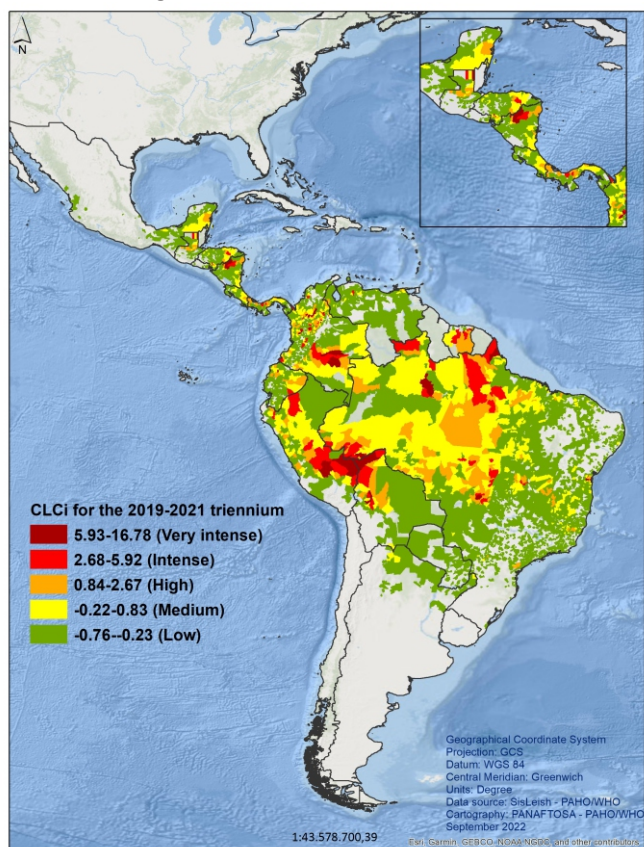 N
CLCi for the 2019-2021 triennium
5.93-16.78 (Very intense)
2.68-5.92 (Intense)
0.84-2.67 (High)
-0.22-0.83 (Medium)
-0.76--0.23 (Low)
Geographical Coordinate System
Projection: GCS
Datum: WGS 84
Central Meridian: Greenwich
Units: Degree
Data source: SisLeish - PAHO/WHO
Cartography: PANAFTOSA - PAHO/WHO
September 2022
1:43.578.700,39
Esri, Garmin, GEBCO, NOAA NGDC, and other contributors